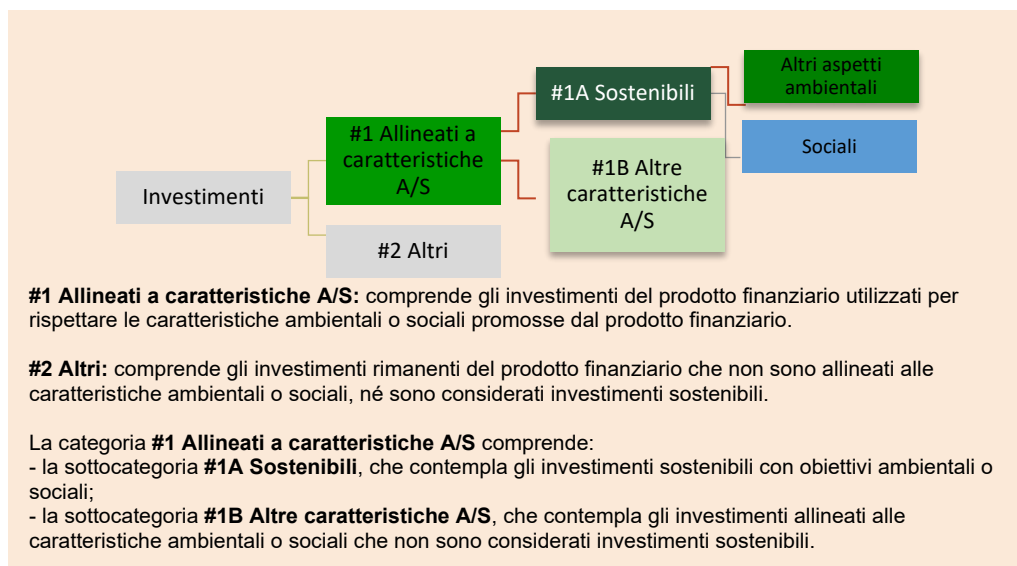 Altri aspetti
ambientali
#1A Sostenibili
#1 Allineati a
caratteristiche
A/S
Sociali
#1B Altre
caratteristiche
A/S
Investimenti
#2 Altri
#1 Allineati a caratteristiche A/S: comprende gli investimenti del prodotto finanziario utilizzati per
rispettare le caratteristiche ambientali o sociali promosse dal prodotto finanziario.
#2 Altri: comprende gli investimenti rimanenti del prodotto finanziario che non sono allineati alle
caratteristiche ambientali o sociali, né sono considerati investimenti sostenibili.
La categoria #1 Allineati a caratteristiche A/S comprende:
- la sottocategoria #1A Sostenibili, che contempla gli investimenti sostenibili con obiettivi ambientali o
sociali;
- la sottocategoria #1B Altre caratteristiche A/S, che contempla gli investimenti allineati alle
caratteristiche ambientali o sociali che non sono considerati investimenti sostenibili.